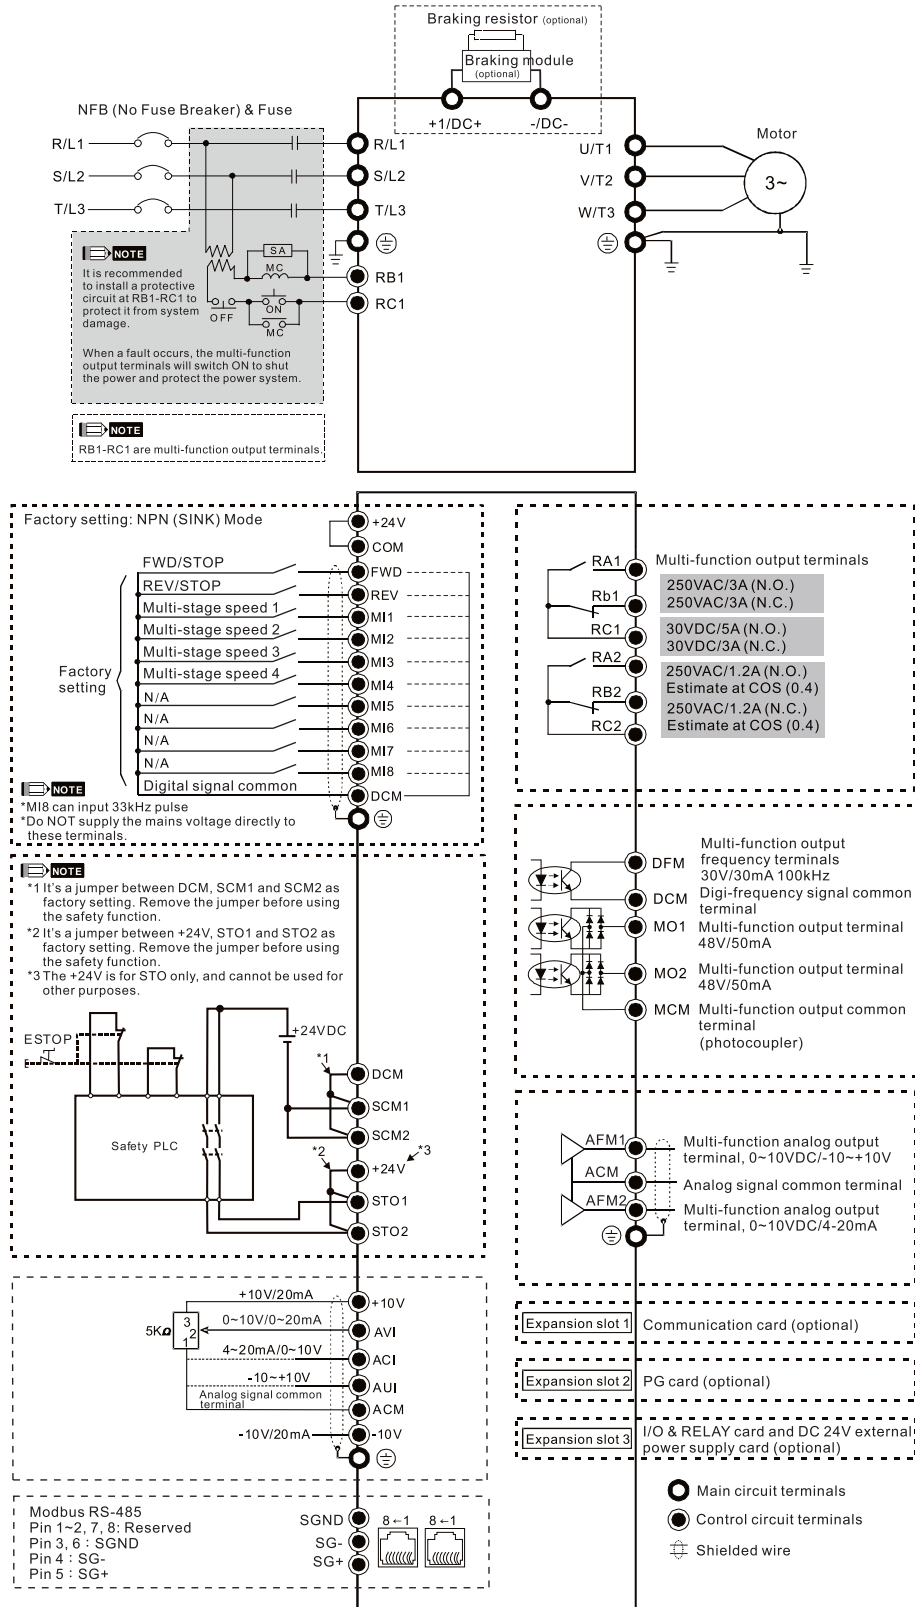 Braking resistor (optional)
Braking module
(optional)
+1/DC+
-/DC-
NFB (No Fuse Breaker) & Fuse
R/L1
S/L2
T/L3
R/L1
S/L2
T/L3
RB1
RC1
U/T1
V/T2
W/T3
Motor
3~
SA
MC
ON
OFF
MC
NOTE
It is recommended
to install a protective
circuit at RB1-RC1 to
protect it from system
damage.
When a fault occurs, the multi-function
output terminals will switch ON to shut
the power and protect the power system.
NOTE
RB1-RC1 are multi-function output terminals.
Factory setting: NPN (SINK) Mode
+24V
COM
FWD/STOP
FWD
REV/STOP
REV
Multi-stage speed 1
MI1
Multi-stage speed 2
MI2
Multi-stage speed 3
MI3
Multi-stage speed 4
MI4
N/A
MI5
N/A
MI6
N/A
MI7
N/A
MI8
Digital signal common
DCM
Factory
setting
NOTE
*MI8 can input 33kHz pulse
*Do NOT supply the mains voltage directly to
these terminals.
RA1
Rb1
RC1
RA2
RB2
RC2
Multi-function output terminals
250VAC/3A (N.O.)
250VAC/3A (N.C.)
30VDC/5A (N.O.)
30VDC/3A (N.C.)
250VAC/1.2A (N.O.)
Estimate at COS (0.4)
250VAC/1.2A (N.C.)
Estimate at COS (0.4)
NOTE
*1 It's a jumper between DCM, SCM1 and SCM2 as
factory setting. Remove the jumper before using
the safety function.
*2 It's a jumper between +24V, STO1 and STO2 as
factory setting. Remove the jumper before using
the safety function.
*3 The +24V is for STO only, and cannot be used for
other purposes.
ESTOP
+24VDC
Safety PLC
*1
DCM
SCM1
SCM2
*2
+24V
*3
STO1
STO2
DFM
Multi-function output
frequency terminals
30V/30mA 100kHz
DCM
Digi-frequency signal common
terminal
MO1
Multi-function output terminal
48V/50mA
MO2
Multi-function output terminal
48V/50mA
MCM
Multi-function output common
terminal
(photocoupler)
AFM1
Multi-function analog output
terminal, 0~10VDC/-10~+10V
ACM
Analog signal common terminal
AFM2
Multi-function analog output
terminal, 0~10VDC/4-20mA
+10V/20mA
+10V
5KΩ
3
2
1
0~10V/0~20mA
AVI
4~20mA/0~10V
ACI
-10~+10V
AUI
Analog signal common
terminal
ACM
-10V/20mA
-10V
Expansion slot 1
Communication card (optional)
Expansion slot 2
PG card (optional)
Expansion slot 3
I/O & RELAY card and DC 24V external
power supply card (optional)
Modbus RS-485
Pin 1~2, 7, 8: Reserved
Pin 3, 6 : SGND
Pin 4 : SG-
Pin 5 : SG+
SGND
SG-
SG+
8←1
8←1
Main circuit terminals
Control circuit terminals
Shielded wire